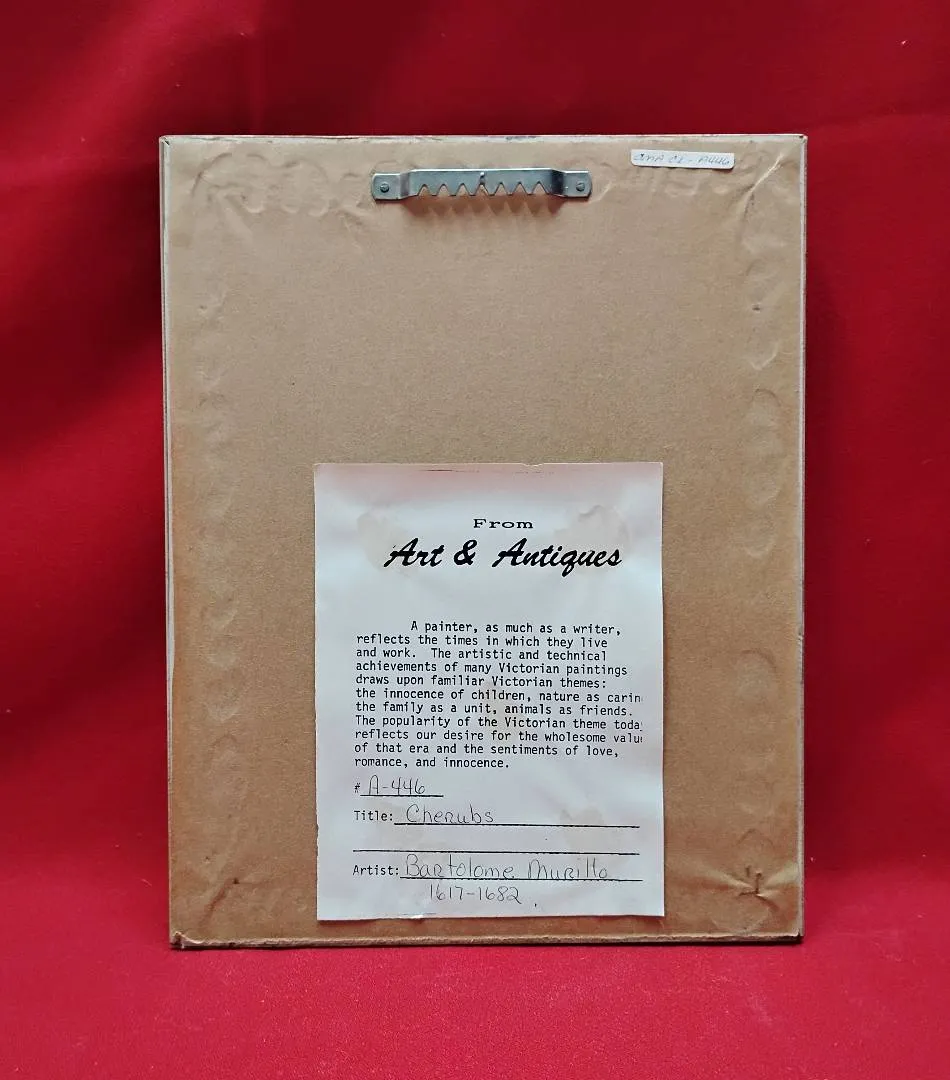 A446
From
Art & Antiques
A painter, as much as a writer,
reflects the times in which they live
and work. The artistic and technical
achievements of many Victorian paintings
draws upon familiar Victorian themes:
the innocence of children, nature as carin
the family as a unit, animals as friends.
The popularity of the Victorian theme toda
reflects our desire for the wholesome valu
of that era and the sentiments of love,
romance, and innocence.
# A-446
Title: Cherubs
Artist: Bartolome Murillo
1617-1682